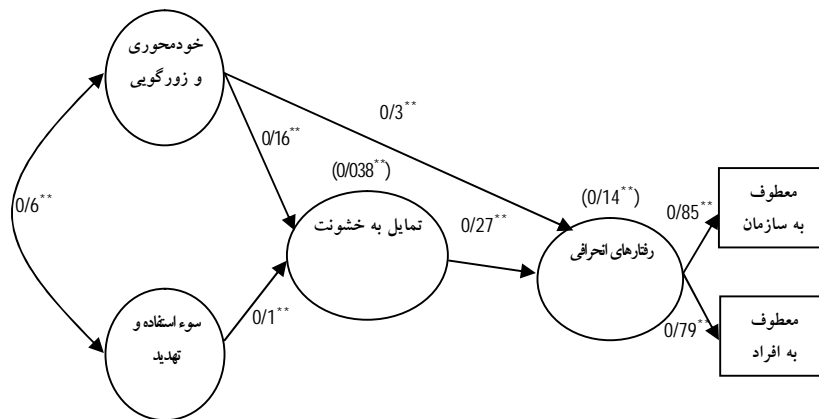 خودمحوری
و زورگویی
0/3**
0/16**
(0/038**)
(0/14**)
معطوف
به سازمان
0/85**
0/6**
تمایل به خشونت
0/27**
رفتارهای انحرافی
سوء استفاده و
تهدید
0/1**
معطوف
به افراد
0/79**